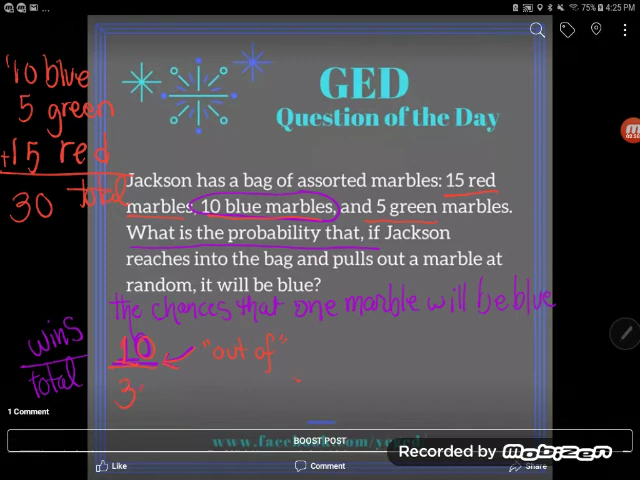 75% 4:25 PM
10 blue
5 green
+15 red
30 total
GED
Question of the Day
Jackson has a bag of assorted marbles: 15 red
marbles, 10 blue marbles, and 5 green marbles.
What is the probability that, if Jackson
reaches into the bag and pulls out a marble at
random, it will be blue?
the chances that one marble will be blue
wins
total
10
3
"out of"
1 Comment
BOOST POST
Recorded by Mobizen
Like
Comment
Share